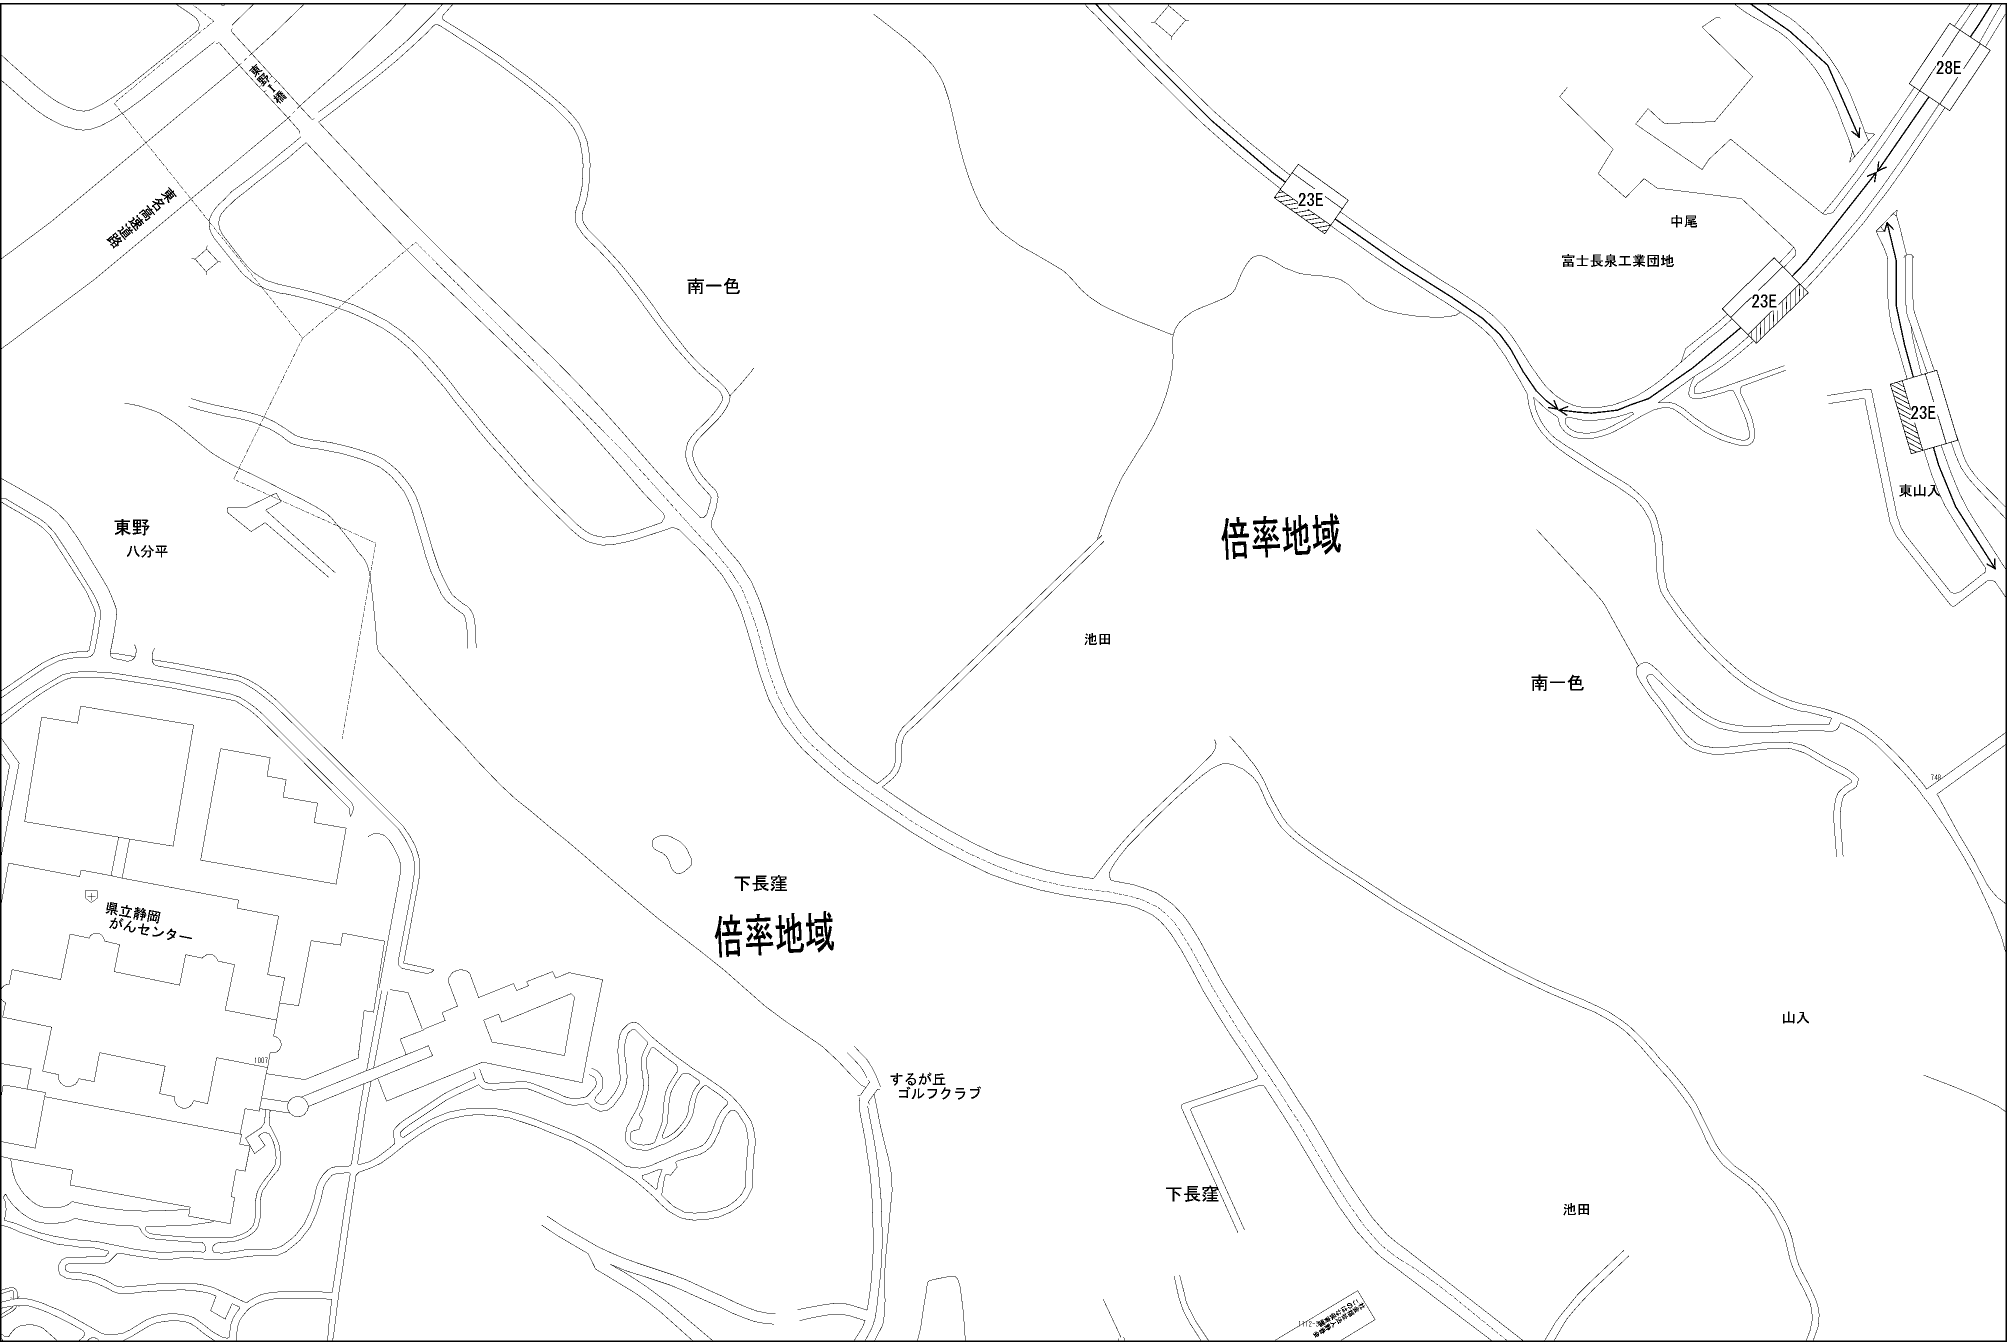 28E
東野1橋
23E
東名高速道路
中尾
富士長泉工業団地
南一色
23E
23E
東山入
東野
八分平
倍率地域
池田
南一色
748
下長窪
県立静岡
がんセンター
倍率地域
山入
1007
するが丘
ゴルフクラブ
下長窪
池田